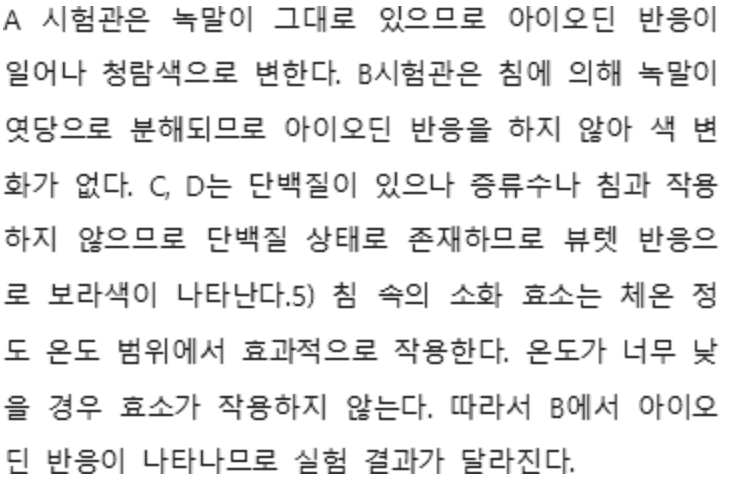 A 시험관은 녹말이 그대로 있으므로 아이오딘 반응이
일어나 청람색으로 변한다. B시험관은 침에 의해 녹말이
엿당으로 분해되므로 아이오딘 반응을 하지 않아 색 변
화가 없다. C, D는 단백질이 있으나 증류수나 침과 작용
하지 않으므로 단백질 상태로 존재하므로 뷰렛 반응으
로 보라색이 나타난다.5) 침 속의 소화 효소는 체온 정
도 온도 범위에서 효과적으로 작용한다. 온도가 너무 낮
을 경우 효소가 작용하지 않는다. 따라서 B에서 아이오
딘 반응이 나타나므로 실험 결과가 달라진다.